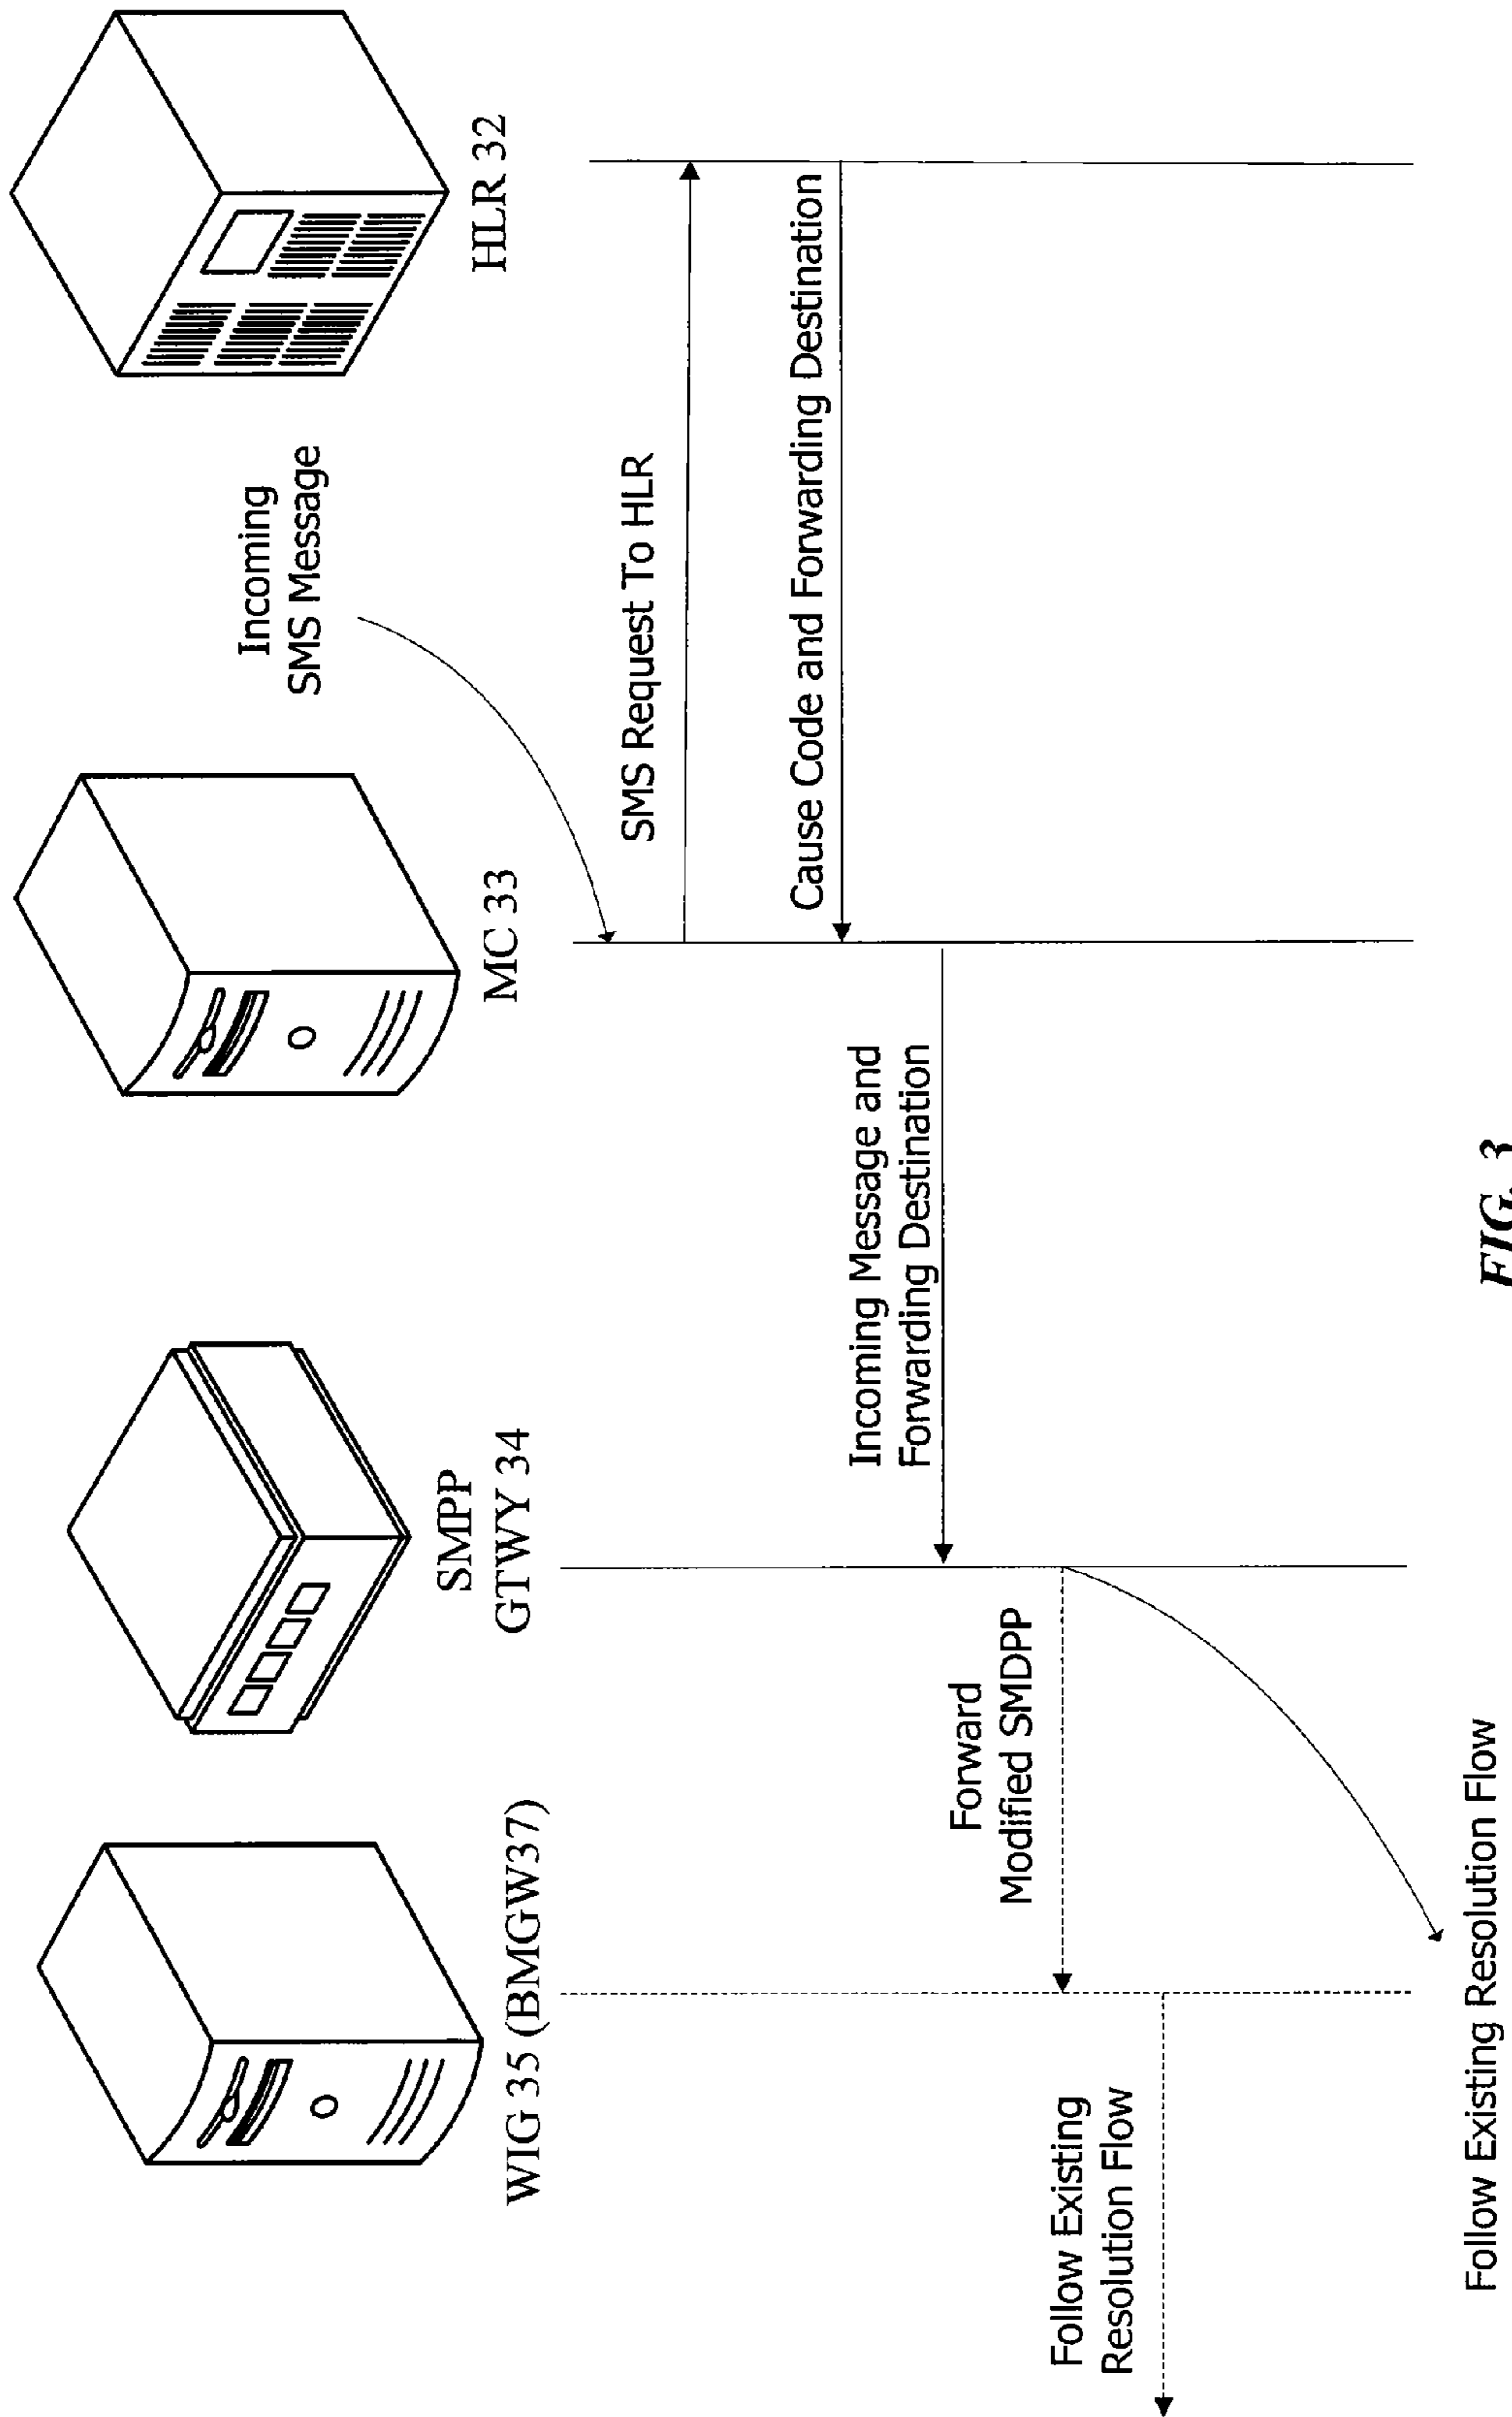 WIG 35 (BMGW37)
SMPP
GTWY 34
MC 33
HLR 32
Incoming
SMS Message
SMS Request To HLR
Cause Code and Forwarding Destination
Incoming Message and
Forwarding Destination
Forward
Modified SMDPP
Follow Existing
Resolution Flow
Follow Existing Resolution Flow
FIG. 3